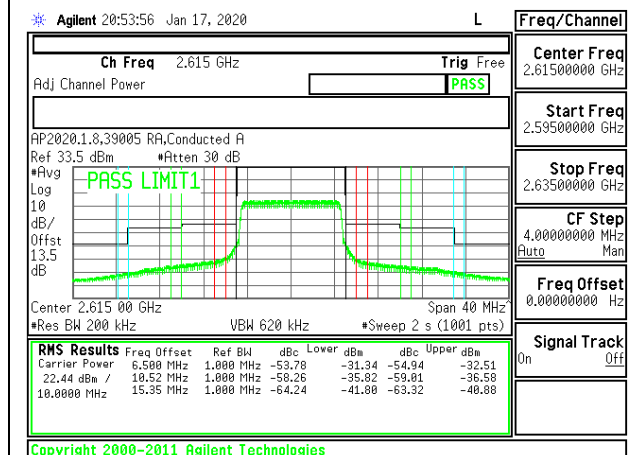 Agilent 20:53:56 Jan 17, 2020 L
Freq/Channel
Ch Freq 2.615 GHz Trig Free
Adj Channel Power PASS
Center Freq
2.61500000 GHz
Start Freq
2.59500000 GHz
AP2020.1.8,39005 RA,Conducted A
Ref 33.5 dBm #Atten 30 dB
#Avg
Log
10
dB/
Offst
13.5
dB
PASS LIMIT1
Stop Freq
2.63500000 GHz
CF Step
4.00000000 MHz
Auto Man
Freq Offset
0.00000000 Hz
Center 2.615 00 GHz Span 40 MHz^
#Res BW 200 kHz VBW 620 kHz #Sweep 2 s (1001 pts)
Signal Track
On Off
RMS Results Freq Offset Ref BW dBc Lower dBm dBc Upper dBm
Carrier Power 6.500 MHz 1.000 MHz -53.78 -31.34 -54.94 -32.51
22.44 dBm / 10.52 MHz 1.000 MHz -58.26 -35.82 -59.01 -36.58
10.0000 MHz 15.35 MHz 1.000 MHz -64.24 -41.80 -63.32 -40.88
Copyright 2000-2011 Agilent Technologies